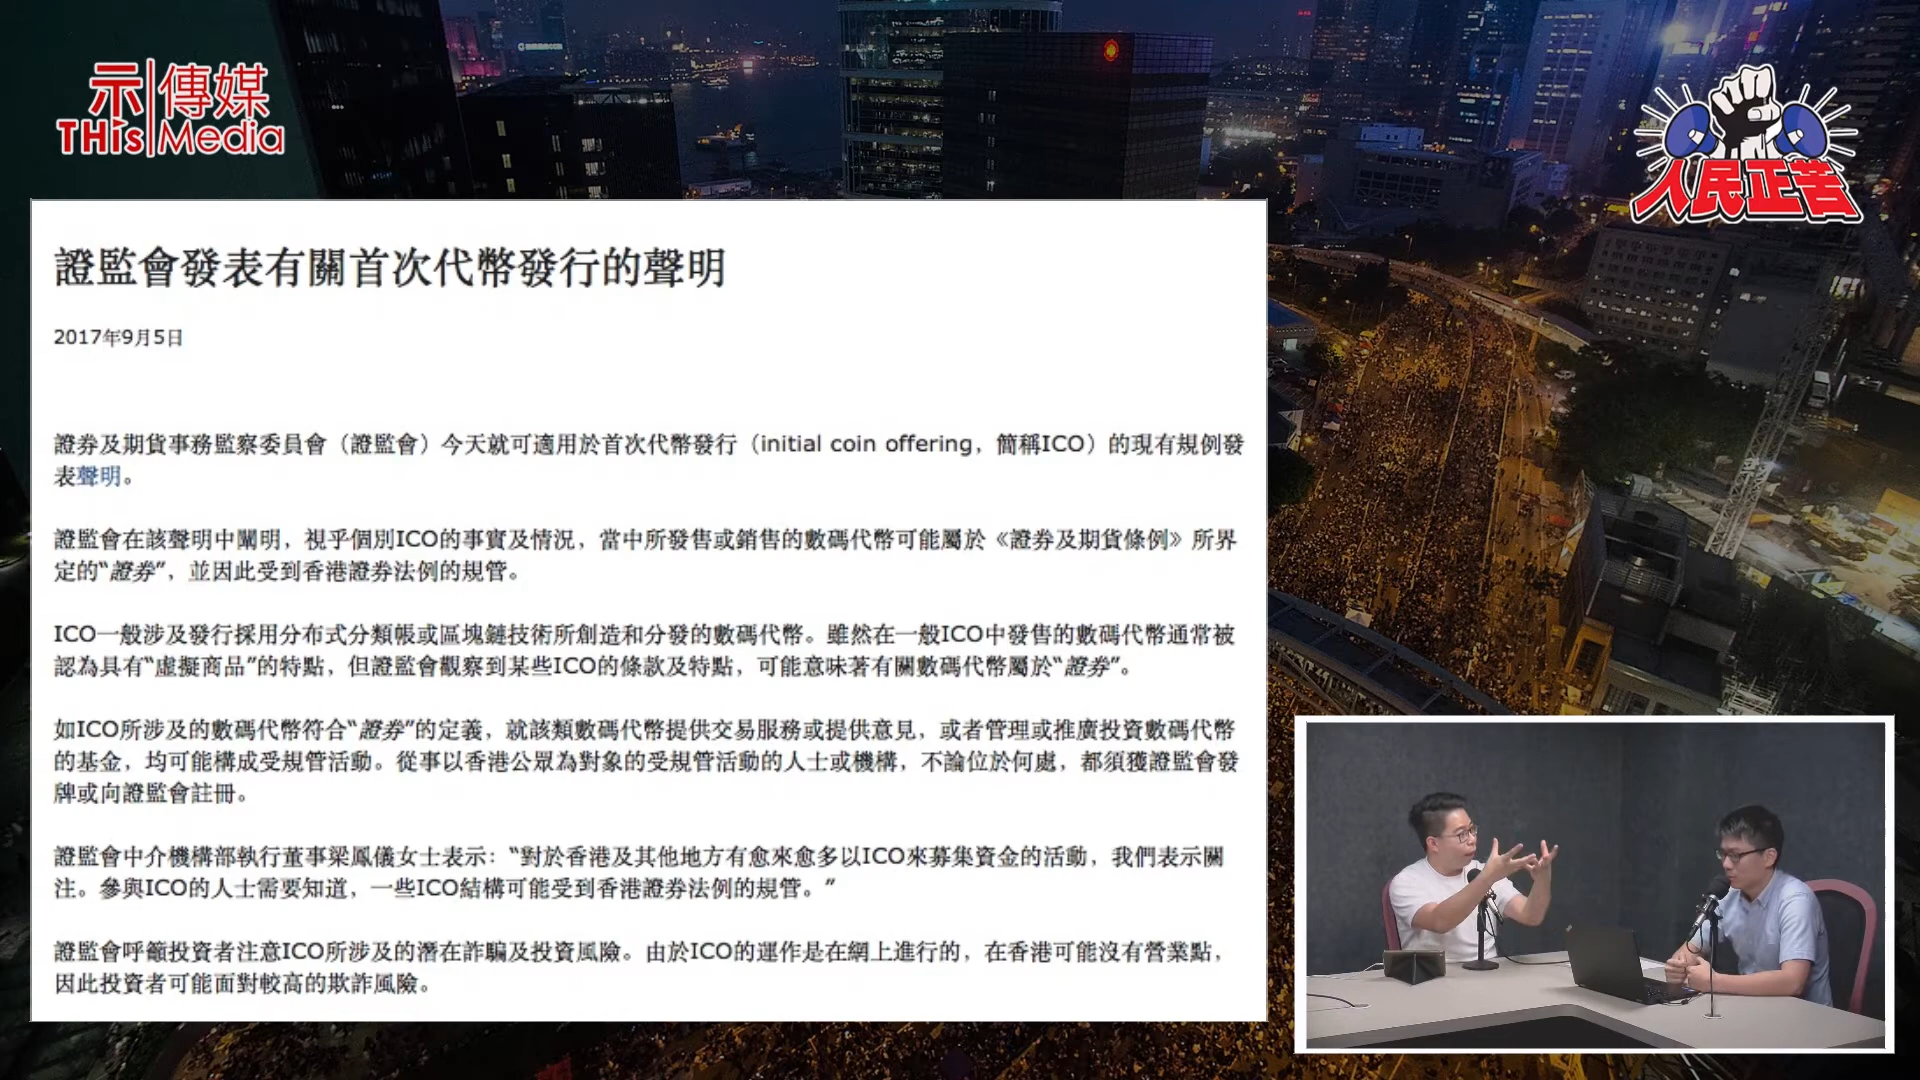 示傳媒
THis Media
人民正苦
證監會發表有關首次代幣發行的聲明
2017年9月5日
證券及期貨事務監察委員會（證監會）今天就可適用於首次代幣發行（initial coin offering，簡稱ICO）的現有規例發
表聲明。
證監會在該聲明中闡明，視乎個別ICO的事實及情況，當中所發售或銷售的數碼代幣可能屬於《證券及期貨條例》所界
定的“證券”，並因此受到香港證券法例的規管。
ICO一般涉及發行採用分布式分類帳或區塊鏈技術所創造和分發的數碼代幣。雖然在一般ICO中發售的數碼代幣通常被
認為具有“虛擬商品”的特點，但證監會觀察到某些ICO的條款及特點，可能意味著有關數碼代幣屬於“證券”。
如ICO所涉及的數碼代幣符合“證券”的定義，就該類數碼代幣提供交易服務或提供意見，或者管理或推廣投資數碼代幣
的基金，均可能構成受規管活動。從事以香港公眾為對象的受規管活動的人士或機構，不論位於何處，都須獲證監會發
牌或向證監會註冊。
證監會中介機構部執行董事梁鳳儀女士表示：“對於香港及其他地方有愈來愈多以ICO來募集資金的活動，我們表示關
注。參與ICO的人士需要知道，一些ICO結構可能受到香港證券法例的規管。”
證監會呼籲投資者注意ICO所涉及的潛在詐騙及投資風險。由於ICO的運作是在網上進行的，在香港可能沒有營業點，
因此投資者可能面對較高的欺詐風險。